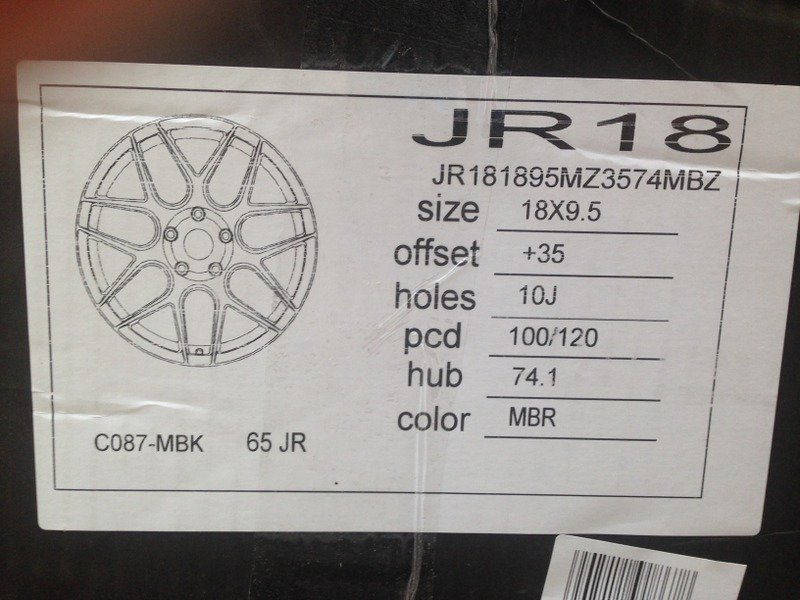 JR18
JR181895MZ3574MBZ
size 18X9.5
offset +35
holes 10J
pcd 100/120
hub 74.1
color MBR
C087-MBK 65 JR